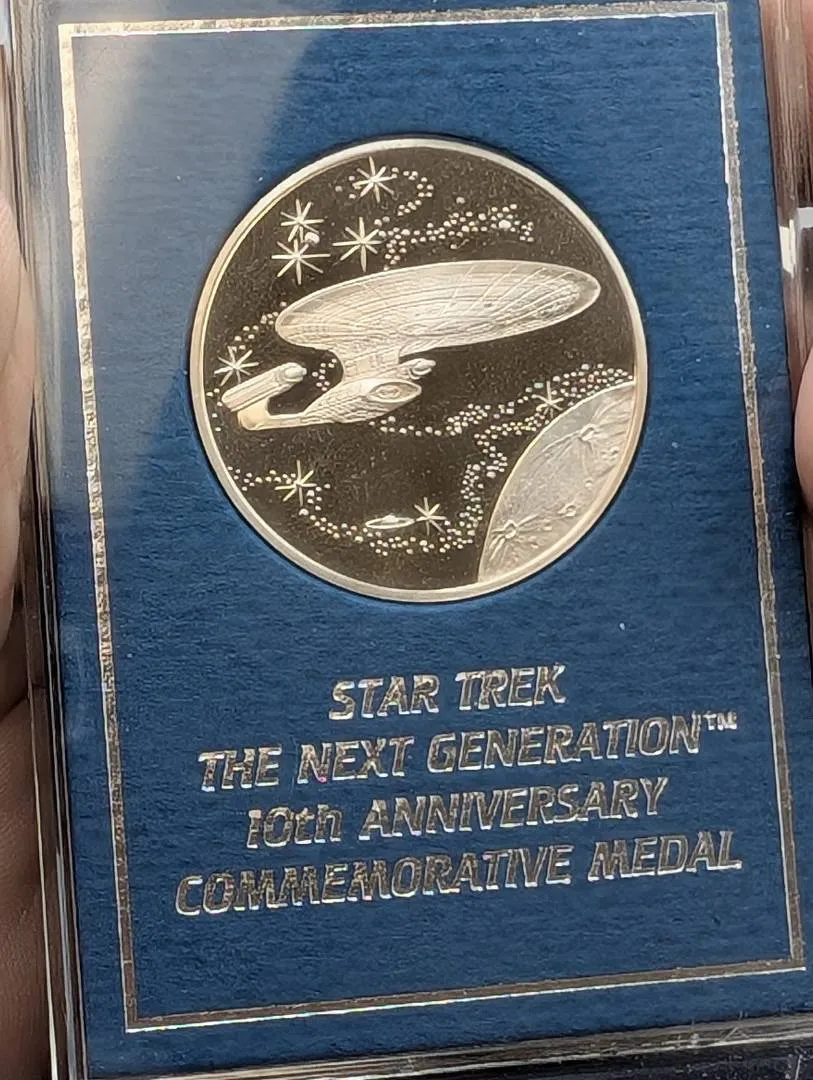 STAR TREK
THE NEXT GENERATION™
10th ANNIVERSARY
COMMEMORATIVE MEDAL